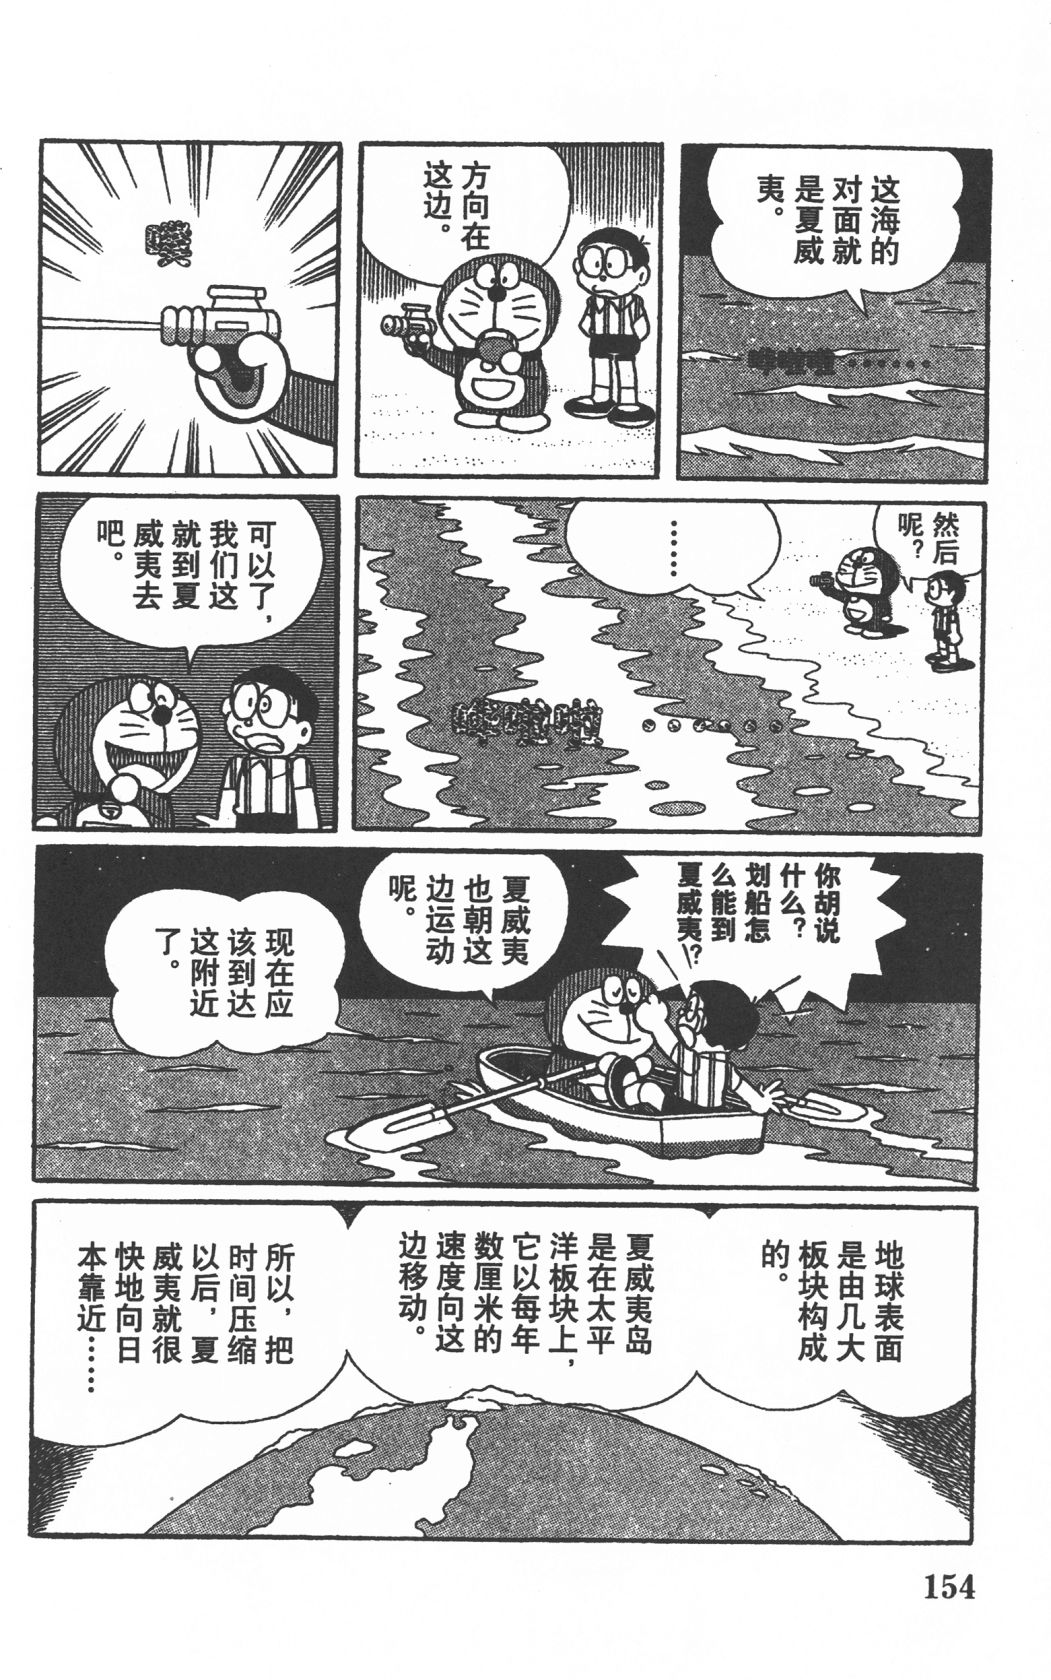 这海的
对面就
是夏威
夷。
哗啦啦……
方向在
这边。
嗖
然后
呢？
……
哗啦啦……
可以了，
我们这
就到夏
威夷去
吧。
你胡说
什么？
划船怎
么能到
夏威夷？
夏威夷
也朝这
边运动
呢。
现在应
该到达
这附近
了。
地球表面
是由几大
板块构成
的。
夏威夷岛
是在太平
洋板块上，
它以每年
数厘米的
速度向这
边移动。
所以，把
时间压缩
以后，夏
威夷就很
快地向日
本靠近……
154